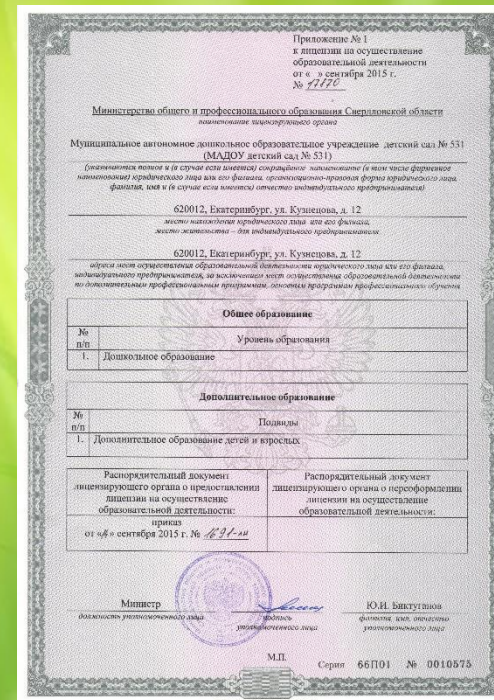 Приложение № 1
к лицензии на осуществление
образовательной деятельности
от « » сентября 2015 г.
№ 17870
Министерство общего и профессионального образования Свердловской области
наименование лицензирующего органа
Муниципальное автономное дошкольное образовательное учреждение детский сад № 531
(МАДОУ детский сад № 531)
(указываются полное и (в случае если имеется) сокращённое наименование (в том числе фирменное
наименование) юридического лица или его филиала, организационно-правовая форма юридического лица,
фамилия, имя и (в случае если имеется) отчество индивидуального предпринимателя)
620012, Екатеринбург, ул. Кузнецова, д. 12
место нахождения юридического лица или его филиала,
место жительства – для индивидуального предпринимателя
620012, Екатеринбург, ул. Кузнецова, д. 12
адреса мест осуществления образовательной деятельности юридического лица или его филиала,
индивидуального предпринимателя, за исключением мест осуществления образовательной деятельности
по дополнительным профессиональным программам, основным программам профессионального обучения
Общее образование
№ п/п Уровень образования
1. Дошкольное образование
Дополнительное образование
№ п/п Подвиды
1. Дополнительное образование детей и взрослых
Распорядительный документ
лицензирующего органа о предоставлении
лицензии на осуществление
образовательной деятельности:
приказ
от « » сентября 2015 г. № 1691-ли
Распорядительный документ
лицензирующего органа о переоформлении
лицензии на осуществление
образовательной деятельности:
Министр
должность уполномоченного лица
подпись
уполномоченного лица
Ю.И. Биктуганов
фамилия, имя, отчество
уполномоченного лица
М.П.
Серия 66П01 № 0010575